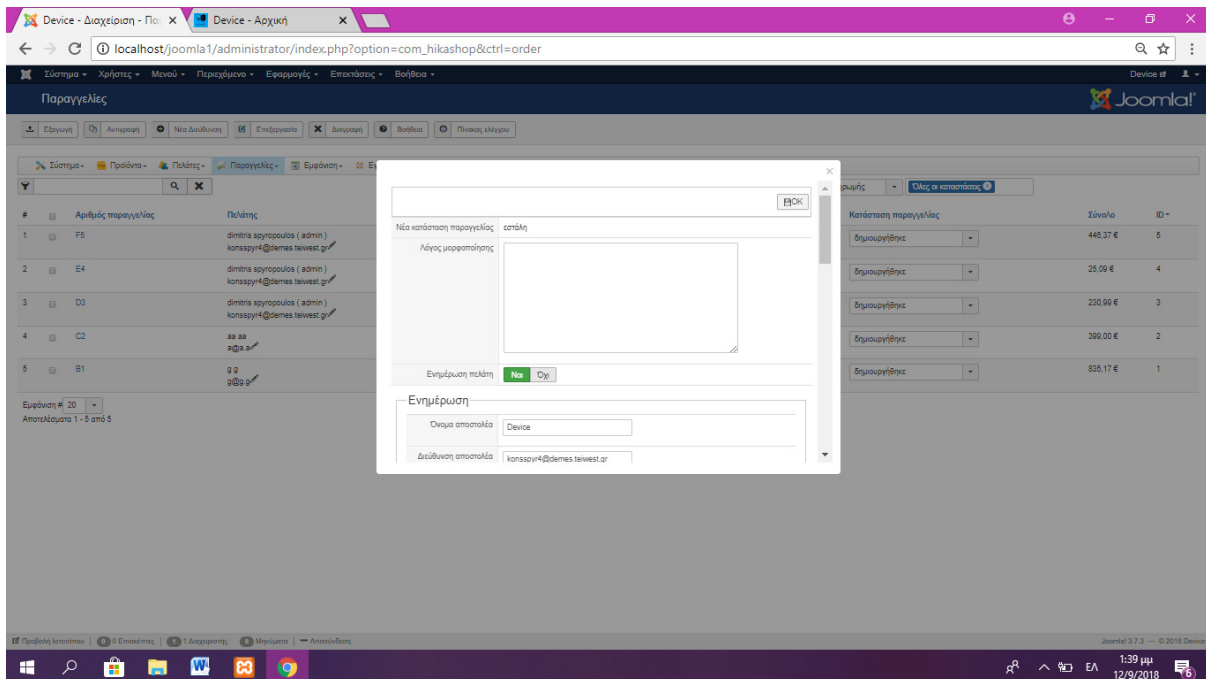 Device - Διαχείριση - Πα
Device - Αρχική
localhost/joomla1/administrator/index.php?option=com_hikashop&ctrl=order
Σύστημα Χρήστες Μενού Περιεχόμενο Εφαρμογές Επεκτάσεις Βοήθεια Device
Παραγγελίες Joomla!
Εξαγωγή Αντιγραφή Νέα Διεύθυνση Επεξεργασία Διαγραφή Βοήθεια Πίνακας ελέγχου
Σύστημα Προϊόντα Πελάτες Παραγγελίες Εμφάνιση
Όλες οι καταστάσεις
# Αριθμός παραγγελίας Πελάτης Κατάσταση παραγγελίας Σύνολο ID
1 F5 dimitris spyropoulos ( admin ) δημιουργήθηκε 446,37 € 5
konsspyr4@demes.teiwest.gr
2 E4 dimitris spyropoulos ( admin ) δημιουργήθηκε 25,09 € 4
konsspyr4@demes.teiwest.gr
3 D3 dimitris spyropoulos ( admin ) δημιουργήθηκε 230,99 € 3
konsspyr4@demes.teiwest.gr
4 C2 aa aa δημιουργήθηκε 399,00 € 2
a@a.a
5 B1 g g δημιουργήθηκε 835,17 € 1
g@g.g
Εμφάνιση # 20
Αποτελέσματα 1 - 5 από 5
OK
Νέα κατάσταση παραγγελίας εστάλη
Λόγος μορφοποίησης
Ενημέρωση πελάτη Ναι Όχι
Ενημέρωση
Όνομα αποστολέα Device
Διεύθυνση αποστολέα konsspyr4@demes.teiwest.gr
Προβολή Ιστοτόπου 0 Επισκέπτες 1 Διαχειριστής 0 Μηνύματα Αποσύνδεση Joomla! 3.7.3 — © 2018 Device
ΕΛ 1:39 μμ
12/9/2018 6